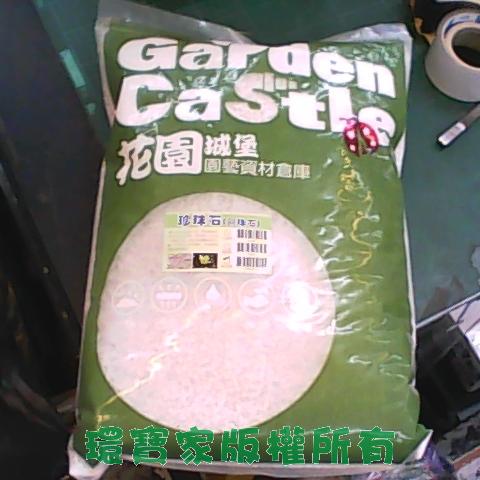 Garden
Castle
花園城堡
園藝資材倉庫
珍珠石
環寶家版權所有